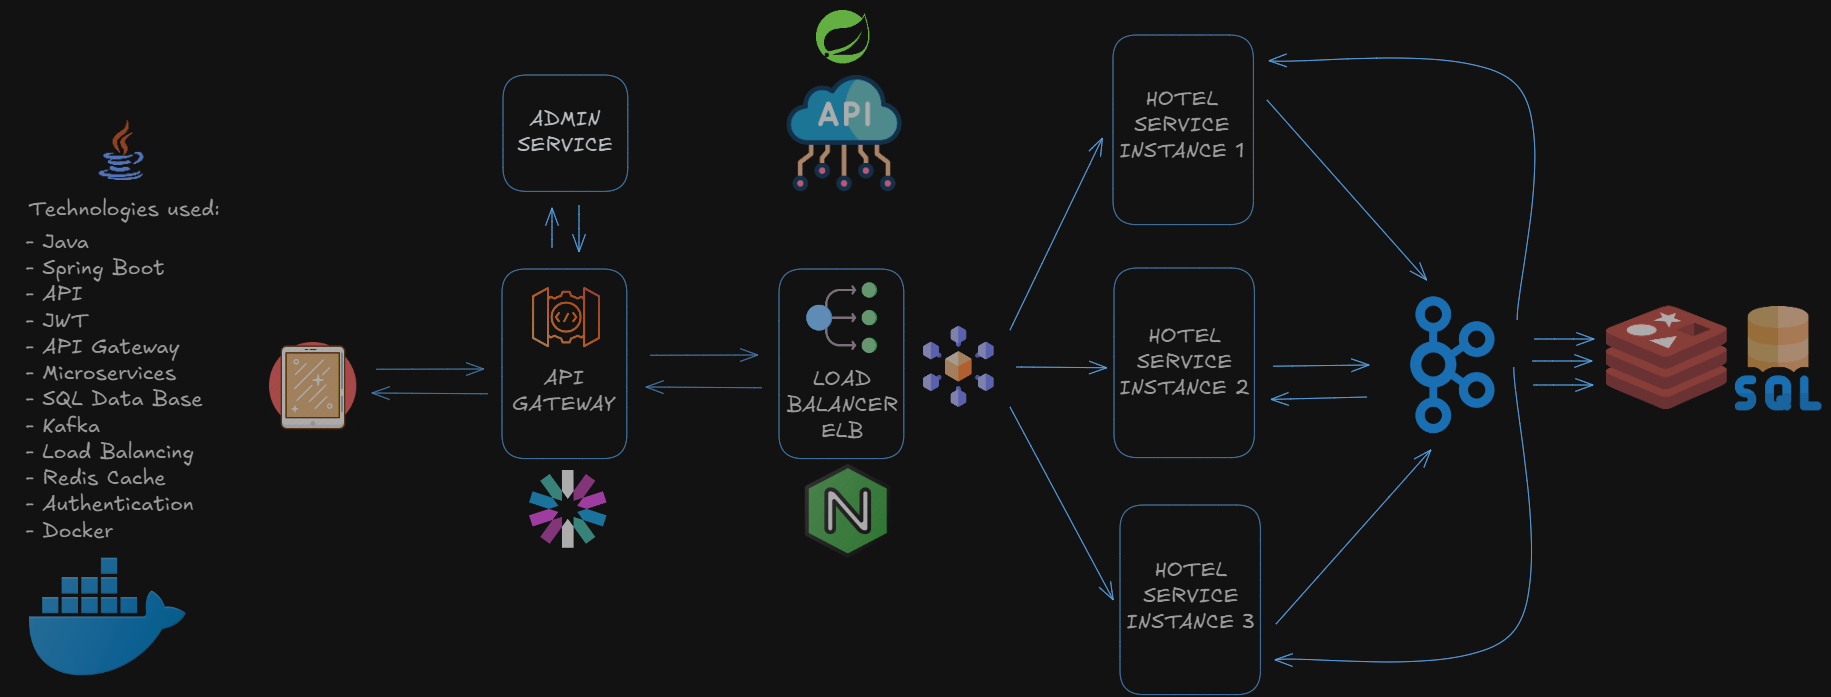 Technologies used:
- Java
- Spring Boot
- API
- JWT
- API Gateway
- Microservices
- SQL Data Base
- Kafka
- Load Balancing
- Redis Cache
- Authentication
- Docker
ADMIN
SERVICE
API
GATEWAY
API
LOAD
BALANCER
ELB
N
HOTEL
SERVICE
INSTANCE 1
HOTEL
SERVICE
INSTANCE 2
HOTEL
SERVICE
INSTANCE 3
SQL